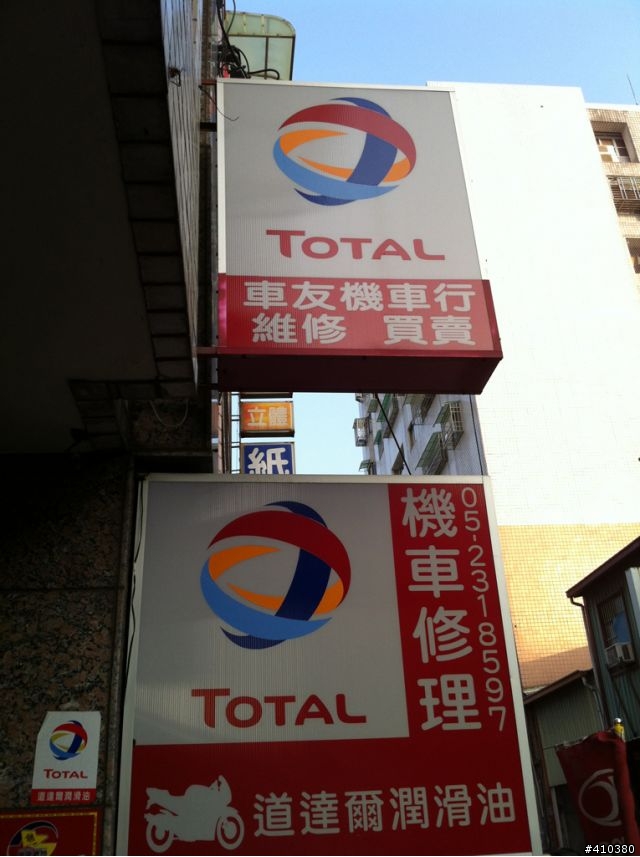 TOTAL
車友機車行
維修 買賣
立體
紙
TOTAL
機車修理
05-2318597
道達爾潤滑油
TOTAL
道達爾潤滑油
#410380